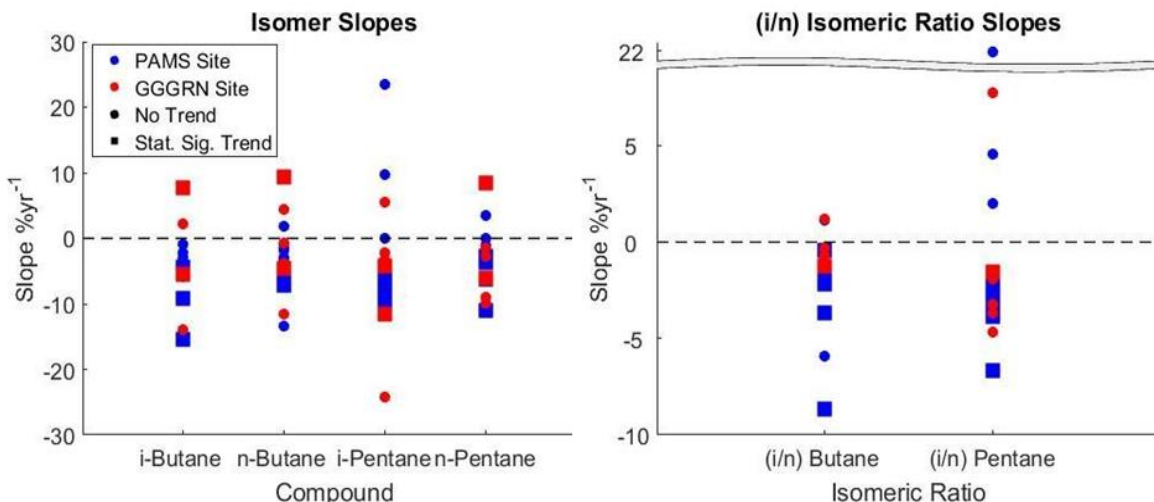 Isomer Slopes
30
20
10
0
-10
-20
-30
Slope %yr-1
PAMS Site
GGGRN Site
No Trend
Stat. Sig. Trend
i-Butane n-Butane i-Pentane n-Pentane
Compound
(i/n) Isomeric Ratio Slopes
22
5
0
-5
-10
Slope %yr-1
(i/n) Butane (i/n) Pentane
Isomeric Ratio